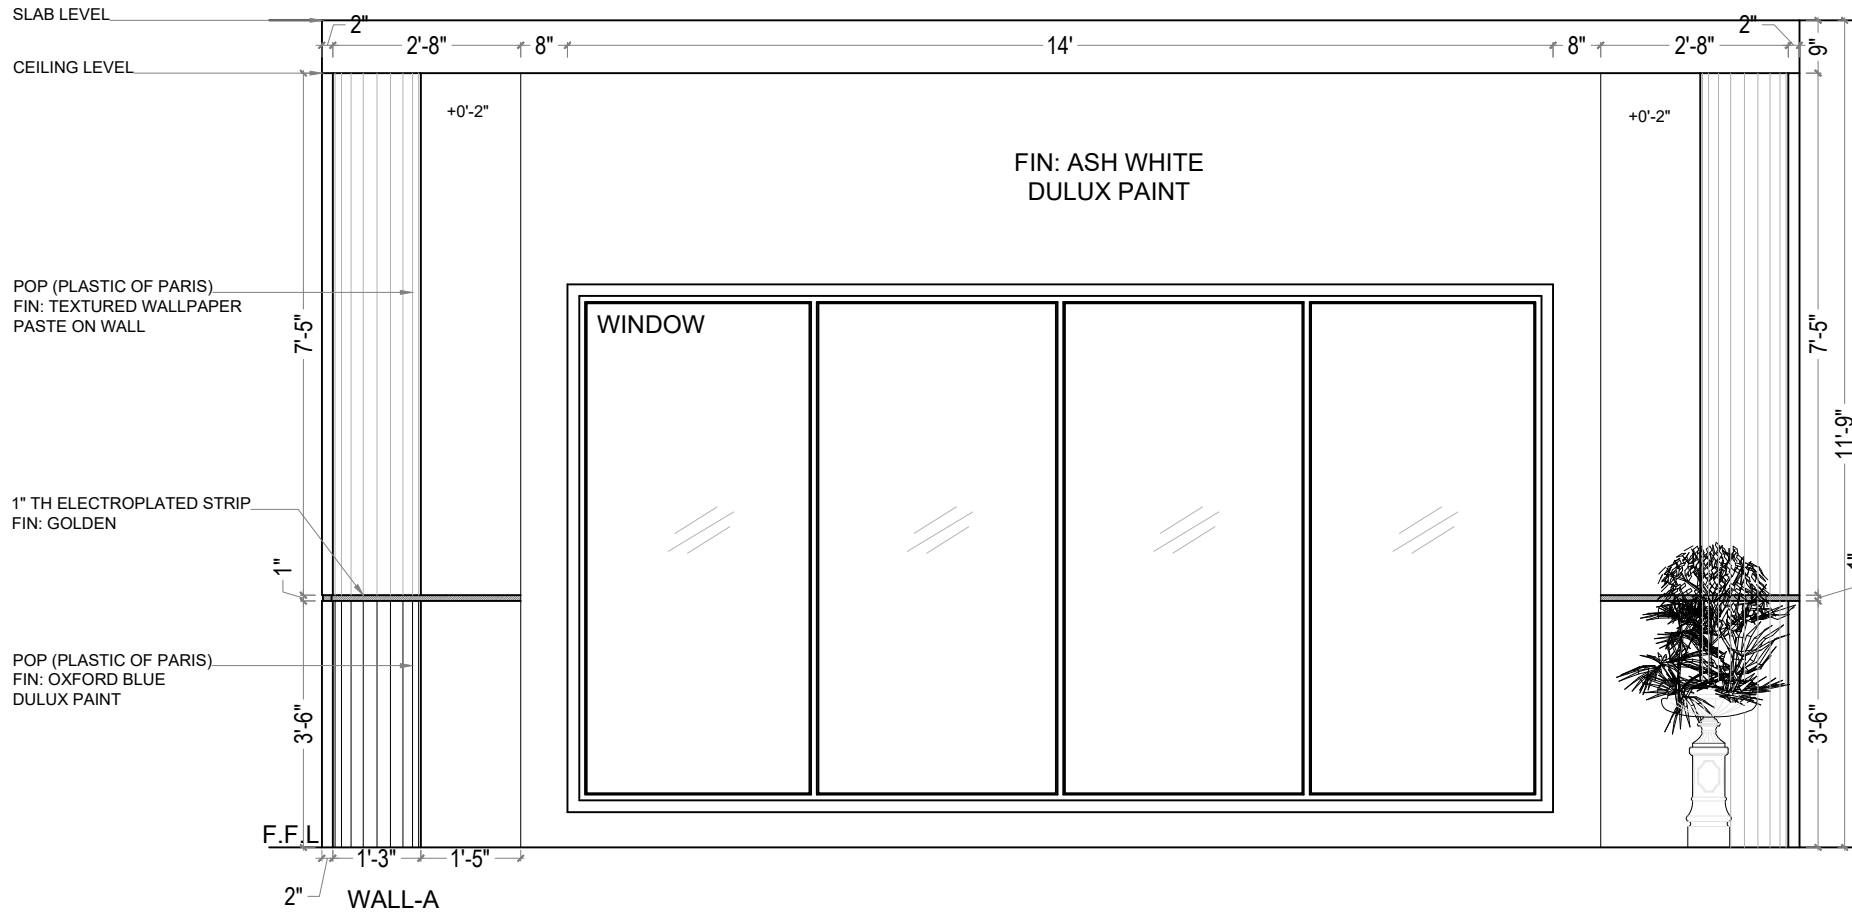 SLAB LEVEL
2"
2'-8"
8"
14'
8"
2'-8"
2"
9"
CEILING LEVEL
+0'-2"
+0'-2"
FIN: ASH WHITE
DULUX PAINT
POP (PLASTIC OF PARIS)
FIN: TEXTURED WALLPAPER
PASTE ON WALL
7'-5"
WINDOW
7'-5"
11'-9"
1" TH ELECTROPLATED STRIP
FIN: GOLDEN
1"
POP (PLASTIC OF PARIS)
FIN: OXFORD BLUE
DULUX PAINT
3'-6"
3'-6"
F.F.L
1'-3"
1'-5"
2"
WALL-A